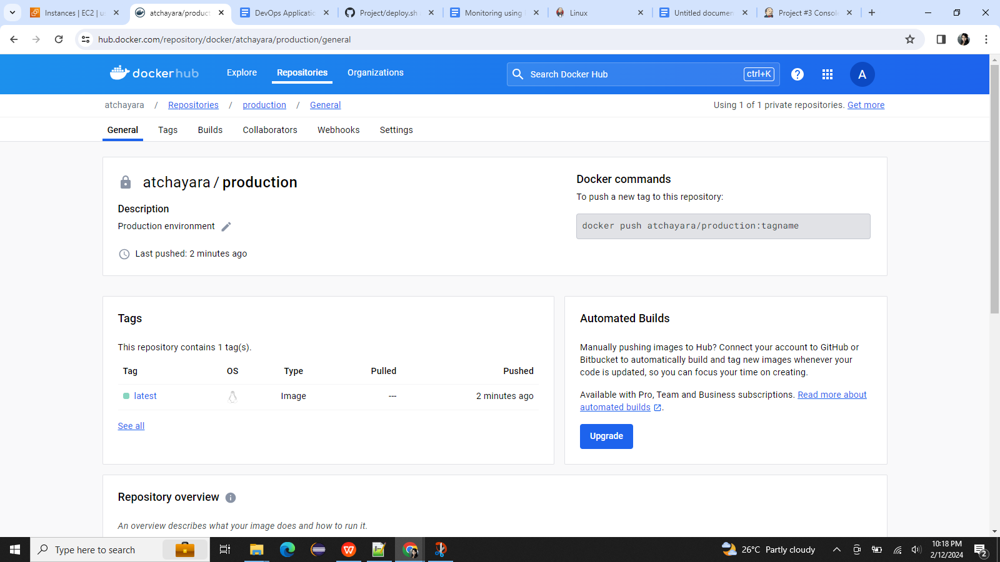 Instances | EC2 | us
atchayara/product
DevOps Applicatio
Project/deploy.sh
Monitoring using
Linux
Untitled documen
Project #3 Console
hub.docker.com/repository/docker/atchayara/production/general
dockerhub
Explore
Repositories
Organizations
Search Docker Hub
ctrl+K
?
A
atchayara / Repositories / production / General
Using 1 of 1 private repositories. Get more
General
Tags
Builds
Collaborators
Webhooks
Settings
atchayara / production
Description
Production environment
Last pushed: 2 minutes ago
Docker commands
To push a new tag to this repository:
docker push atchayara/production:tagname
Tags
This repository contains 1 tag(s).
Tag OS Type Pulled Pushed
latest Image --- 2 minutes ago
See all
Automated Builds
Manually pushing images to Hub? Connect your account to GitHub or
Bitbucket to automatically build and tag new images whenever your
code is updated, so you can focus your time on creating.
Available with Pro, Team and Business subscriptions. Read more about
automated builds .
Upgrade
Repository overview
An overview describes what your image does and how to run it.
Type here to search
26°C Partly cloudy
10:18 PM
2/12/2024
2